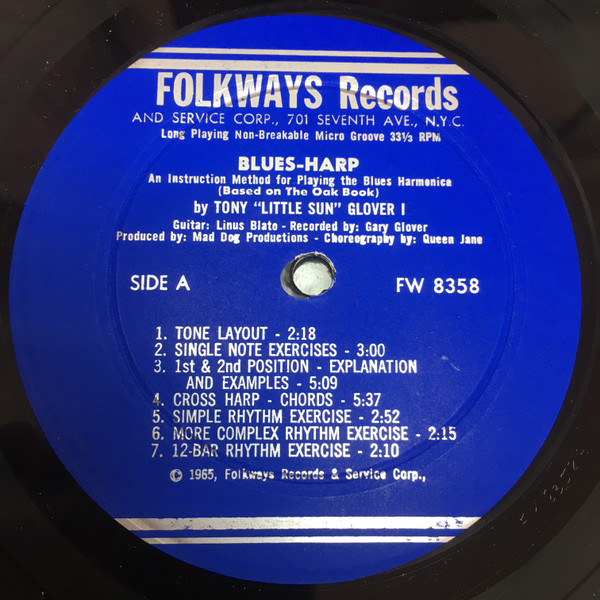 FOLKWAYS Records
AND SERVICE CORP., 701 SEVENTH AVE., N.Y.C.
Long Playing Non-Breakable Micro Groove 33⅓ RPM
BLUES-HARP
An Instruction Method for Playing the Blues Harmonica
(Based on The Oak Book)
by TONY "LITTLE SUN" GLOVER I
Guitar: Linus Blato - Recorded by: Gary Glover
Produced by: Mad Dog Productions - Choreography by: Queen Jane
SIDE A
FW 8358
1. TONE LAYOUT - 2:18
2. SINGLE NOTE EXERCISES - 3:00
3. 1st & 2nd POSITION - EXPLANATION
AND EXAMPLES - 5:09
4. CROSS HARP - CHORDS - 5:37
5. SIMPLE RHYTHM EXERCISE - 2:52
6. MORE COMPLEX RHYTHM EXERCISE - 2:15
7. 12-BAR RHYTHM EXERCISE - 2:10
© 1965, Folkways Records & Service Corp.,